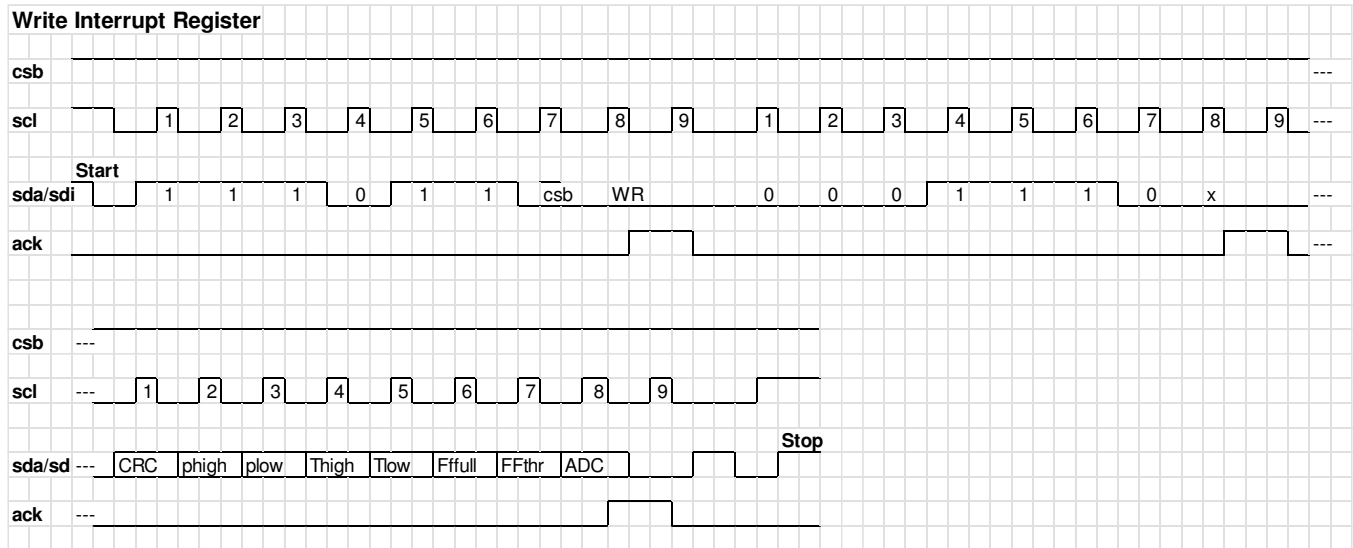 Write Interrupt Register
csb ---
scl 1 2 3 4 5 6 7 8 9 1 2 3 4 5 6 7 8 9 ---
Start
sda/sdi 1 1 1 0 1 1 csb WR 0 0 0 1 1 1 0 x ---
ack ---
csb ---
scl --- 1 2 3 4 5 6 7 8 9
Stop
sda/sd --- CRC phigh plow Thigh Tlow Fffull FFthr ADC
ack ---